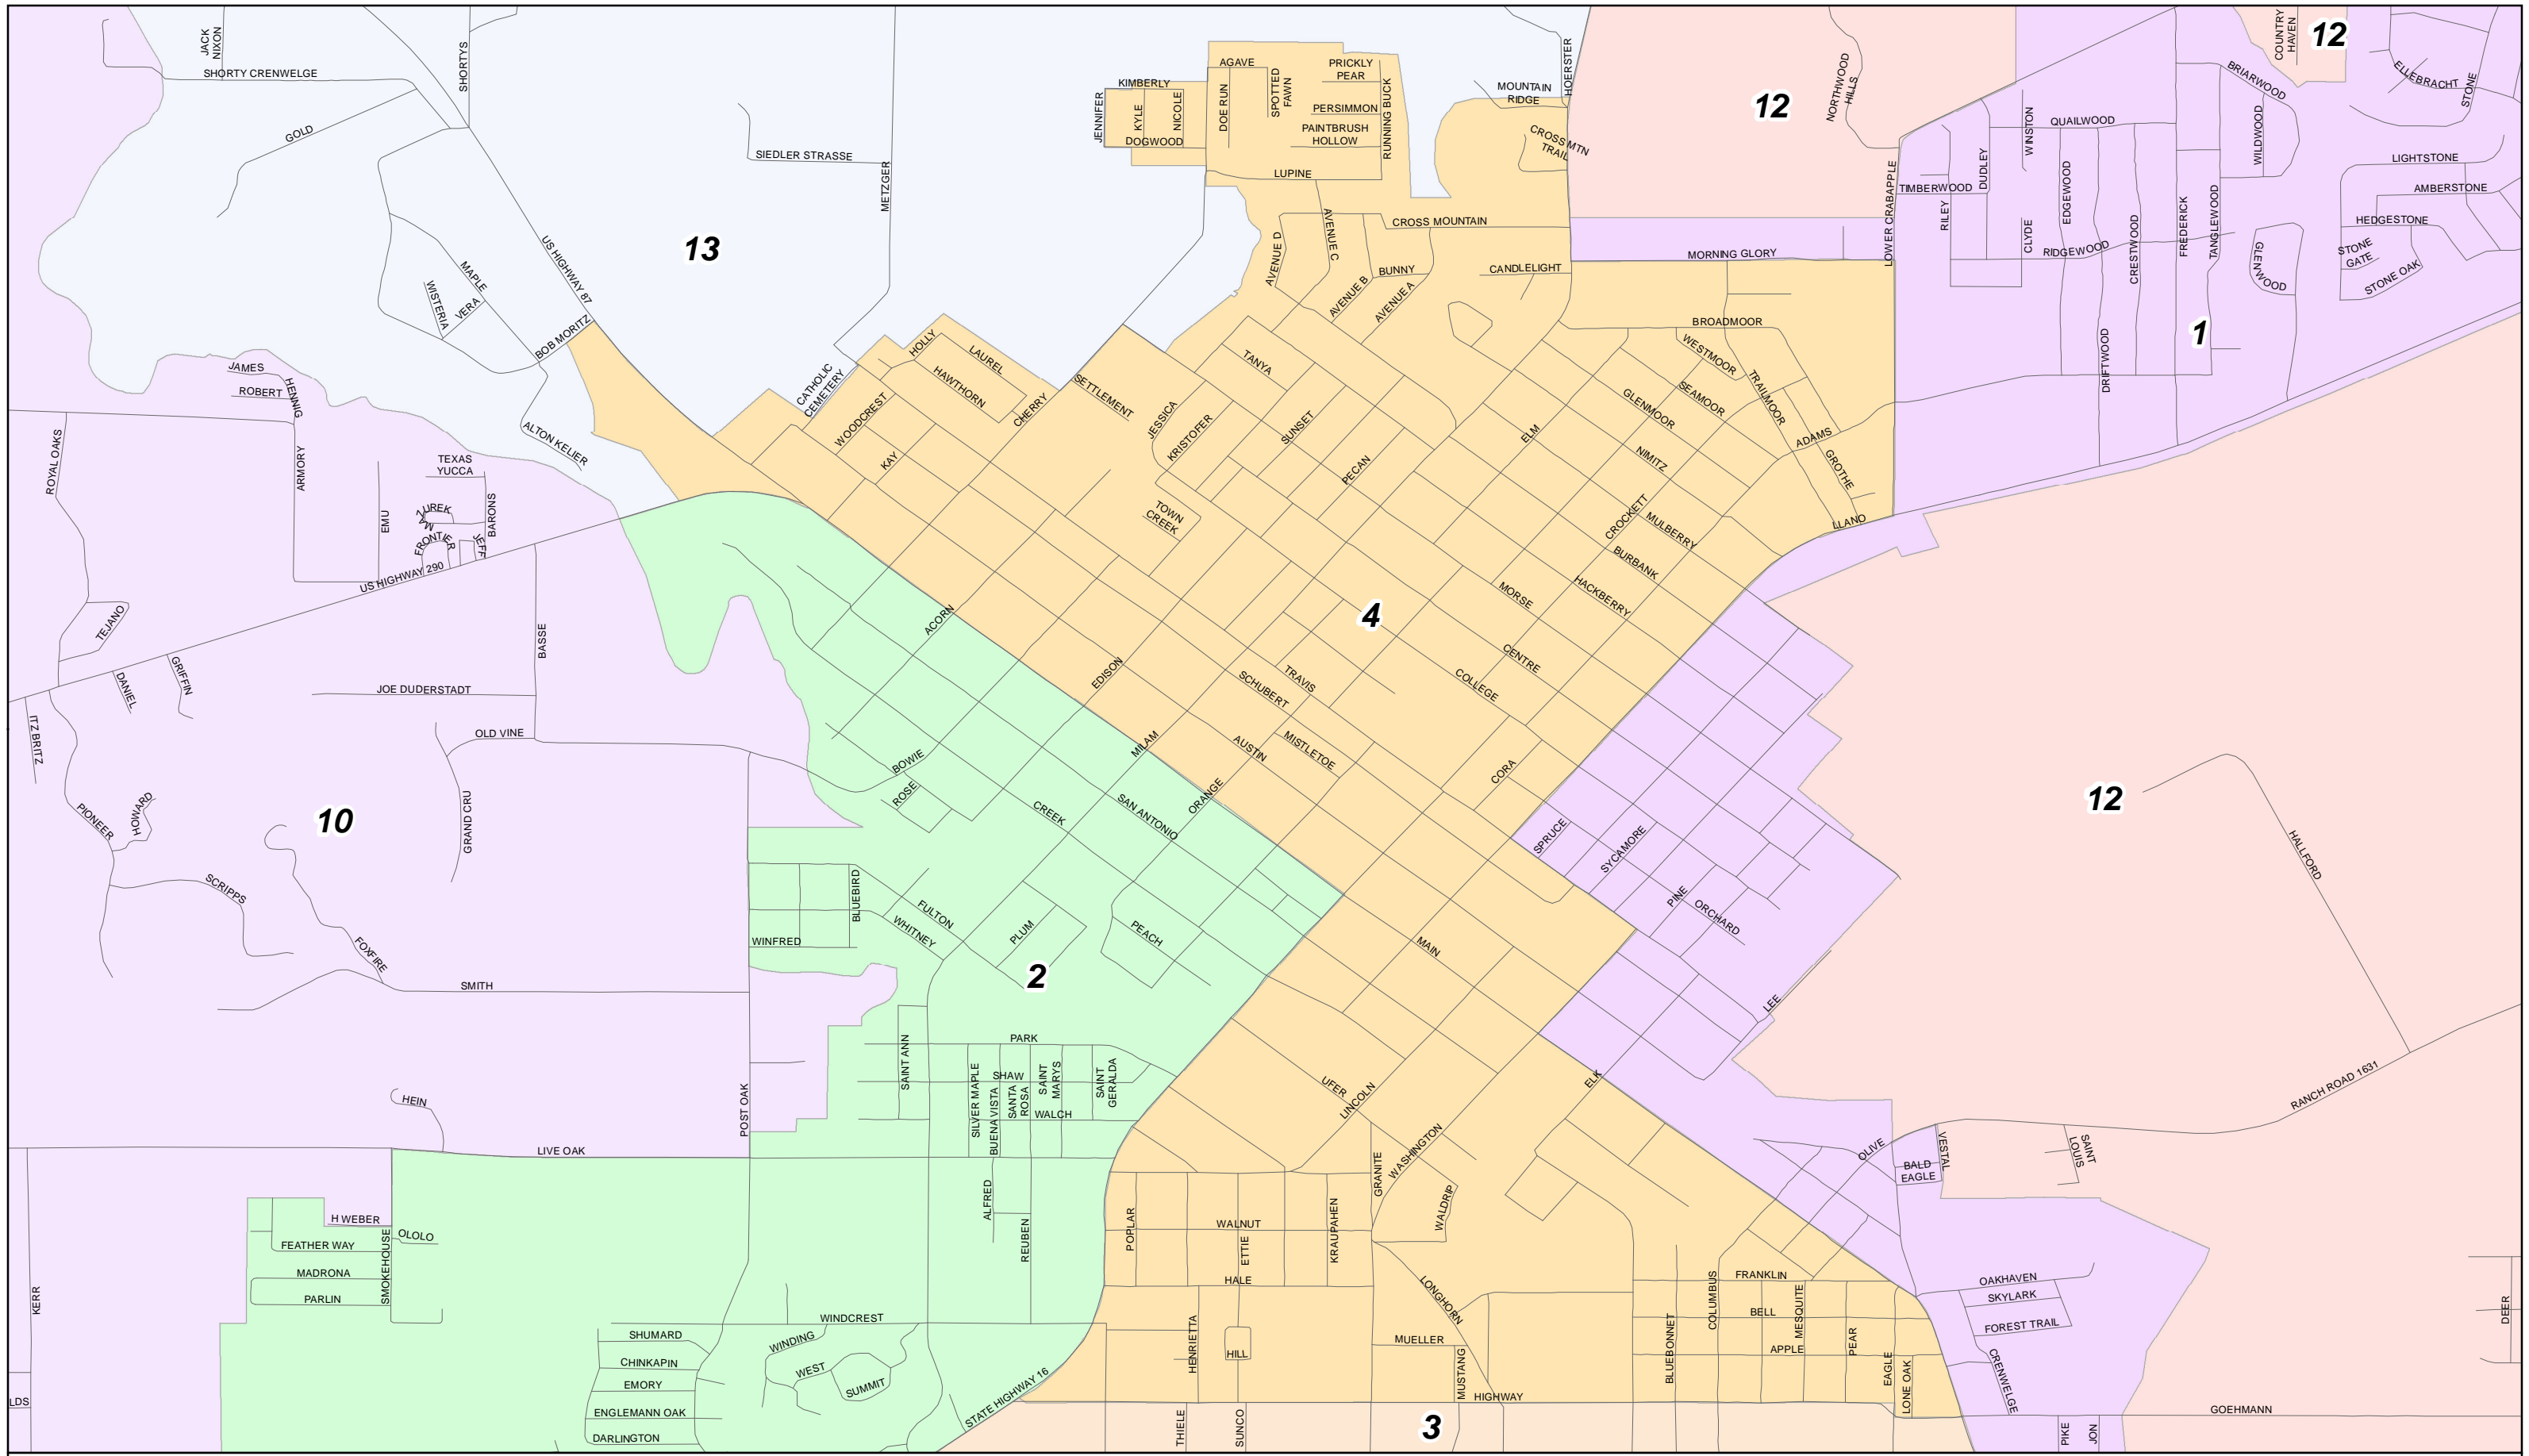 JACK
NIXON
SHORTY CRENWELGE
SHORTYS
GOLD
SIEDLER STRASSE
METZGER
13
US HIGHWAY 87
MAPLE
WISTERIA
VERA
BOB MORITZ
ALTON KELIER
CATHOLIC
CEMETERY
KIMBERLY
JENNIFER
KYLE
NICOLE
DOGWOOD
AGAVE
DOE RUN
SPOTTED
FAWN
PRICKLY
PEAR
PERSIMMON
PAINTBRUSH
HOLLOW
RUNNING BUCK
LUPINE
MOUNTAIN
RIDGE
HOERSTER
CROSS MTN
TRAIL
CROSS MOUNTAIN
AVENUE D
AVENUE C
AVENUE B
AVENUE A
BUNNY
CANDLELIGHT
12
NORTHWOOD
HILLS
MORNING GLORY
LOWER CRABAPPLE
COUNTRY
HAVEN
12
ELLEBRACHT
STONE
BRIARWOOD
WILDWOOD
QUAILWOOD
WINSTON
DUDLEY
TIMBERWOOD
RILEY
CLYDE
EDGEWOOD
RIDGEWOOD
CRESTWOOD
FREDERICK
TANGLEWOOD
GLENWOOD
LIGHTSTONE
AMBERSTONE
HEDGESTONE
STONE
GATE
STONE OAK
DRIFTWOOD
1
JAMES
ROBERT
HENNIG
ROYAL OAKS
ARMORY
TEXAS
YUCCA
EMU
MAZUREK
BARONS
FRONTIER
JEFF
US HIGHWAY 290
TEJANO
BASSE
DANIEL
GRIFFIN
JOE DUDERSTADT
ITZ BRITZ
OLD VINE
PIONEER
HOWARD
10
GRAND CRU
SCRIPPS
FOXFIRE
SMITH
HEIN
POST OAK
LIVE OAK
KERR
LDS
HOLLY
LAUREL
HAWTHORN
WOODCREST
CHERRY
KAY
SETTLEMENT
JESSICA
KRISTOFER
TANYA
SUNSET
PECAN
TOWN
CREEK
ELM
BROADMOOR
WESTMOOR
TRAILMOOR
SEAMOOR
GLENMOOR
ADAMS
GROTHE
NIMITZ
CROCKETT
MULBERRY
LLANO
BURBANK
HACKBERRY
MORSE
4
CENTRE
COLLEGE
TRAVIS
SCHUBERT
MISTLETOE
AUSTIN
CORA
ACORN
EDISON
MILAM
ORANGE
BOWIE
ROSE
CREEK
SAN ANTONIO
MAIN
BLUEBIRD
FULTON
WHITNEY
WINFRED
PLUM
PEACH
2
SPRUCE
SYCAMORE
PINE
ORCHARD
LEE
ELK
12
HALLFORD
RANCH ROAD 1631
SAINT ANN
PARK
SHAW
SILVER MAPLE
BUENA VISTA
SANTA
ROSA
SAINT
MARYS
SAINT
GERALDA
WALCH
ALFRED
REUBEN
UFER
LINCOLN
GRANITE
WASHINGTON
WALDRIP
OLIVE
VESTAL
BALD
EAGLE
SAINT
LOUIS
H WEBER
OLOLO
FEATHER WAY
SMOKEHOUSE
MADRONA
PARLIN
POPLAR
WALNUT
ETTIE
KRAUPAHEN
HALE
LONGHORN
WINDCREST
SHUMARD
WINDING
CHINKAPIN
WEST
EMORY
SUMMIT
ENGLEMANN OAK
DARLINGTON
STATE HIGHWAY 16
HENRIETTA
HILL
MUELLER
MUSTANG
HIGHWAY
BLUEBONNET
COLUMBUS
FRANKLIN
BELL
MESQUITE
APPLE
PEAR
EAGLE
LONE OAK
OAKHAVEN
SKYLARK
FOREST TRAIL
CRENWELGE
GOEHMANN
DEER
THIELE
SUNCO
3
PIKE
JON